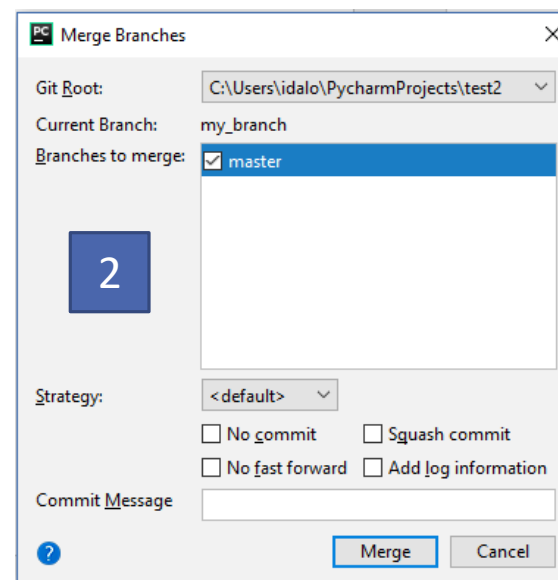 PC Merge Branches
Git Root: C:\Users\idalo\PycharmProjects\test2
Current Branch: my_branch
Branches to merge: master
2
Strategy: <default>
No commit Squash commit
No fast forward Add log information
Commit Message
? Merge Cancel